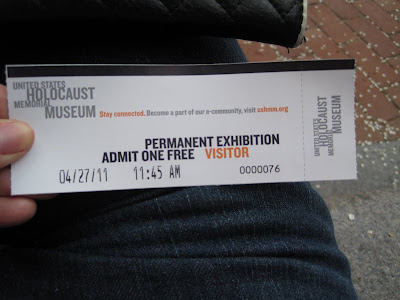 UNITED STATES
HOLOCAUST
MEMORIAL
MUSEUM
Stay connected. Become a part of our e-community, visit ushmm.org
PERMANENT EXHIBITION
ADMIT ONE FREE VISITOR
04/27/11 11:45 AM 0000076
UNITED STATES
HOLOCAUST
MEMORIAL
MUSEUM